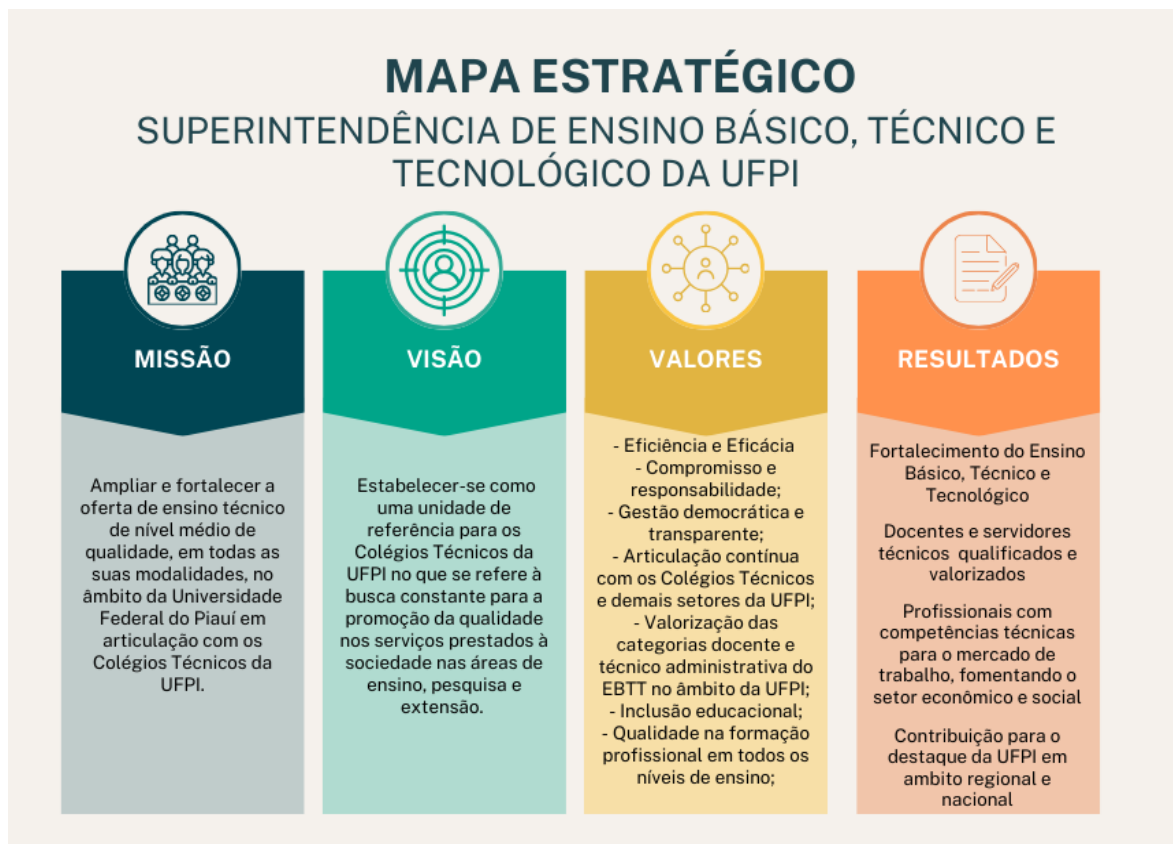 MAPA ESTRATÉGICO
SUPERINTENDÊNCIA DE ENSINO BÁSICO, TÉCNICO E
TECNOLÓGICO DA UFPI
MISSÃO
Ampliar e fortalecer a
oferta de ensino técnico
de nível médio de
qualidade, em todas as
suas modalidades, no
âmbito da Universidade
Federal do Piauí em
articulação com os
Colégios Técnicos da
UFPI.
VISÃO
Estabelecer-se como
uma unidade de
referência para os
Colégios Técnicos da
UFPI no que se refere à
busca constante para a
promoção da qualidade
nos serviços prestados à
sociedade nas áreas de
ensino, pesquisa e
extensão.
VALORES
- Eficiência e Eficácia
- Compromisso e
responsabilidade;
- Gestão democrática e
transparente;
- Articulação contínua
com os Colégios Técnicos
e demais setores da UFPI;
- Valorização das
categorias docente e
técnico administrativa do
EBTT no âmbito da UFPI;
- Inclusão educacional;
- Qualidade na formação
profissional em todos os
níveis de ensino;
RESULTADOS
Fortalecimento do Ensino
Básico, Técnico e
Tecnológico
Docentes e servidores
técnicos qualificados e
valorizados
Profissionais com
competências técnicas
para o mercado de
trabalho, fomentando o
setor econômico e social
Contribuição para o
destaque da UFPI em
ambito regional e
nacional